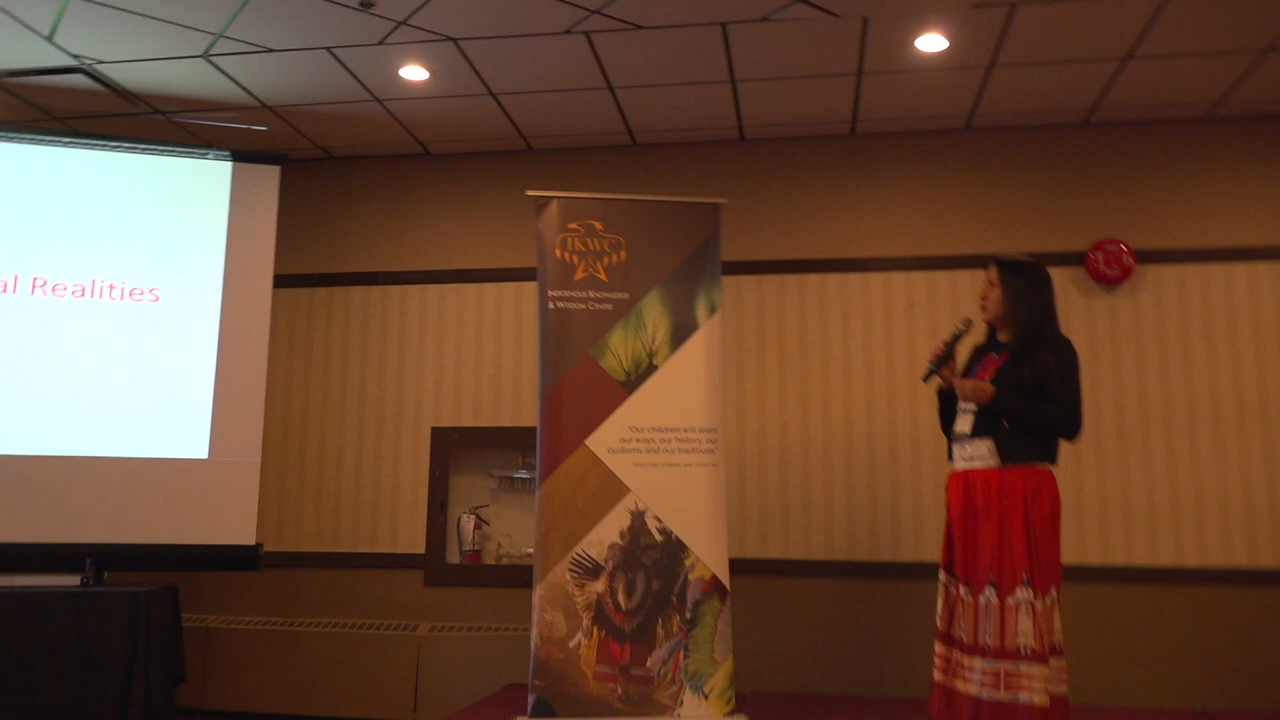 al Realities
IKWC
INDIGENOUS KNOWLEDGE
& WISDOM CENTRE
"Our children will learn
our ways, our history, our
customs and our traditions."